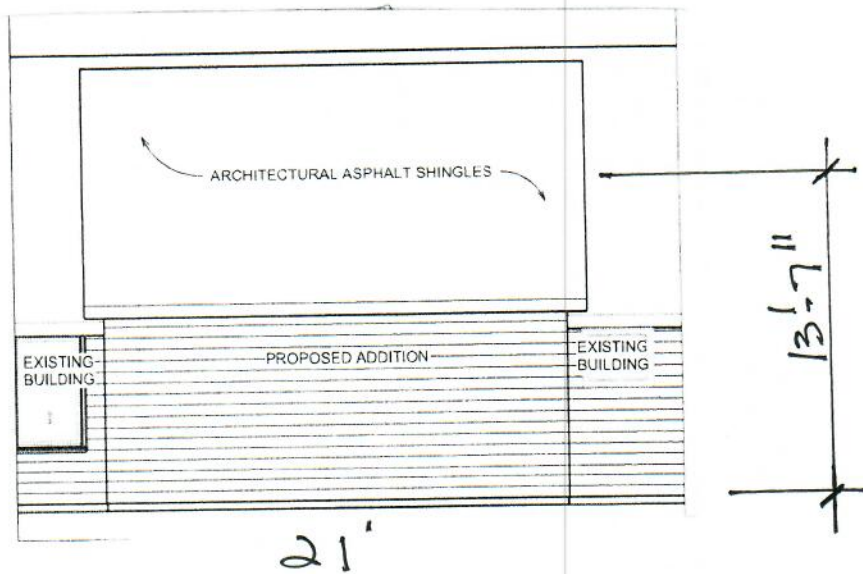 ARCHITECTURAL ASPHALT SHINGLES
13'-7"
EXISTING
BUILDING
PROPOSED ADDITION
EXISTING
BUILDING
21'